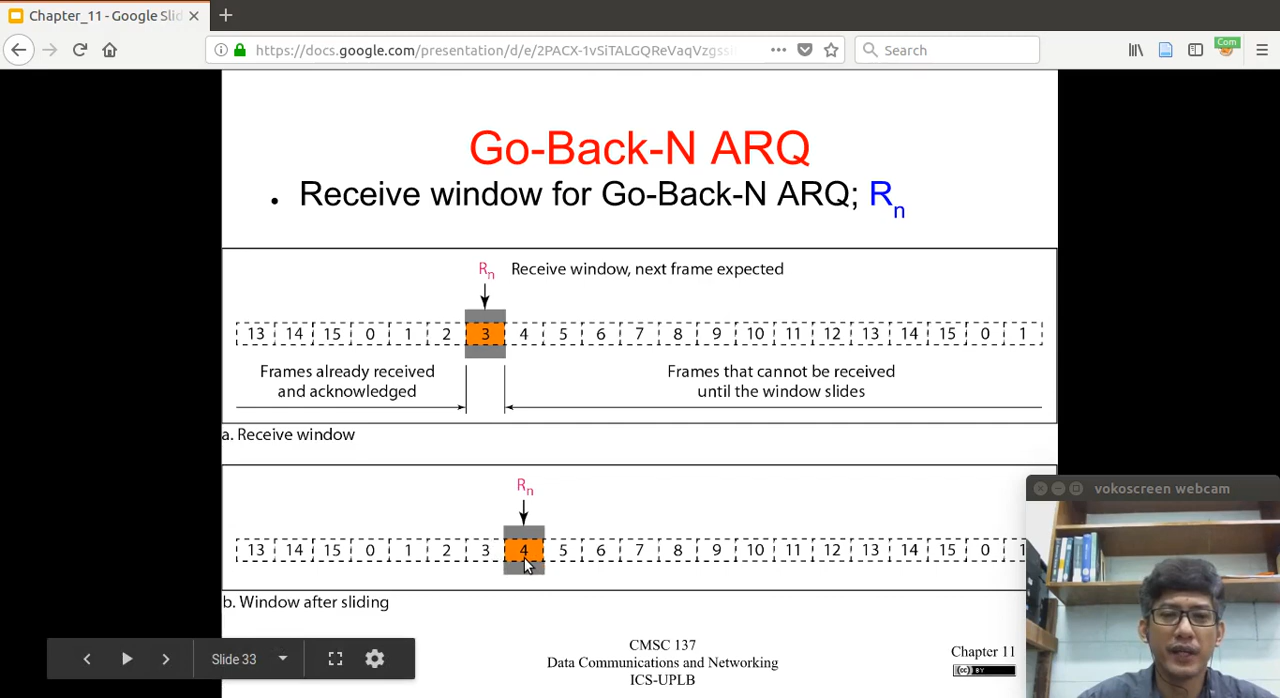 Chapter_11 - Google Slid
https://docs.google.com/presentation/d/e/2PACX-1vSiTALGQReVaqVzgss
Search
Com
Go-Back-N ARQ
• Receive window for Go-Back-N ARQ; Rn
Rn Receive window, next frame expected
13 14 15 0 1 2 3 4 5 6 7 8 9 10 11 12 13 14 15 0 1
Frames already received
and acknowledged
Frames that cannot be received
until the window slides
a. Receive window
Rn
13 14 15 0 1 2 3 4 5 6 7 8 9 10 11 12 13 14 15 0 1
b. Window after sliding
vokoscreen webcam
Slide 33
CMSC 137
Data Communications and Networking
ICS-UPLB
Chapter 11
(cc) BY